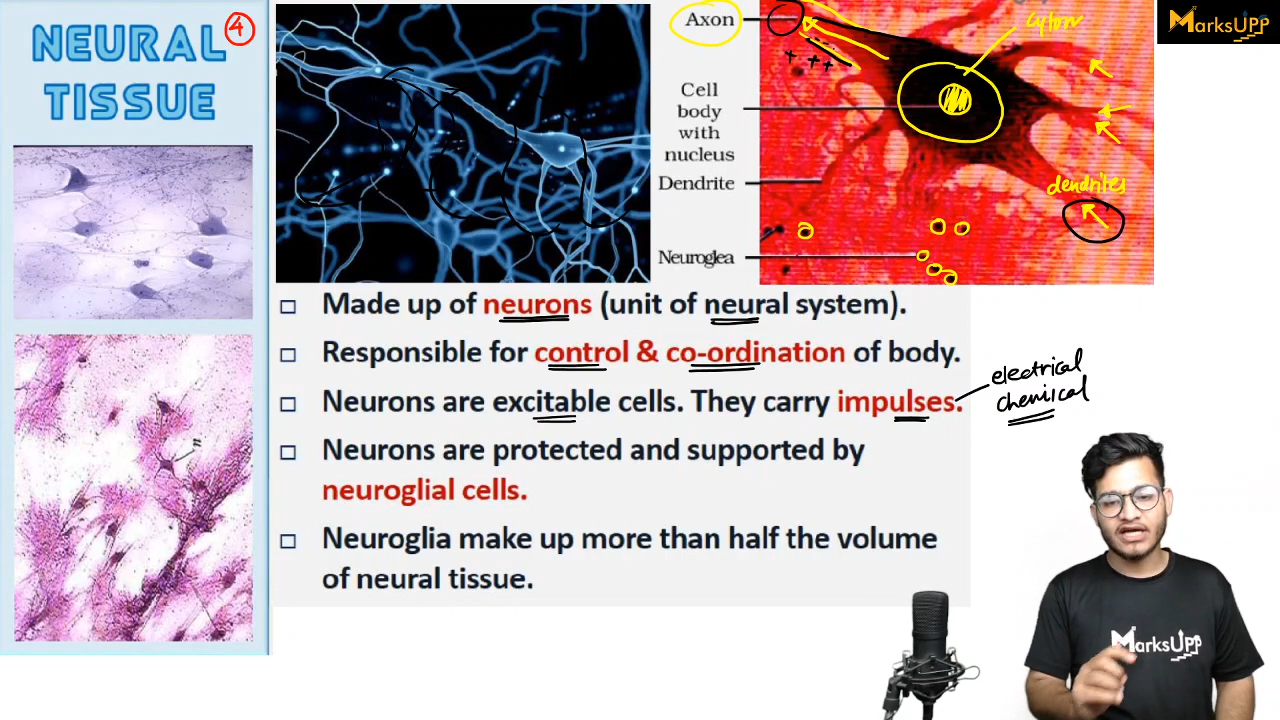 NEURAL
TISSUE
4
Axon
Cell
body
with
nucleus
Dendrite
Neuroglea
+ + +
cyton
dendrites
MarksUPP
Made up of neurons (unit of neural system).
Responsible for control & co-ordination of body.
Neurons are excitable cells. They carry impulses.
electrical
chemical
Neurons are protected and supported by
neuroglial cells.
Neuroglia make up more than half the volume
of neural tissue.
MarksUPP